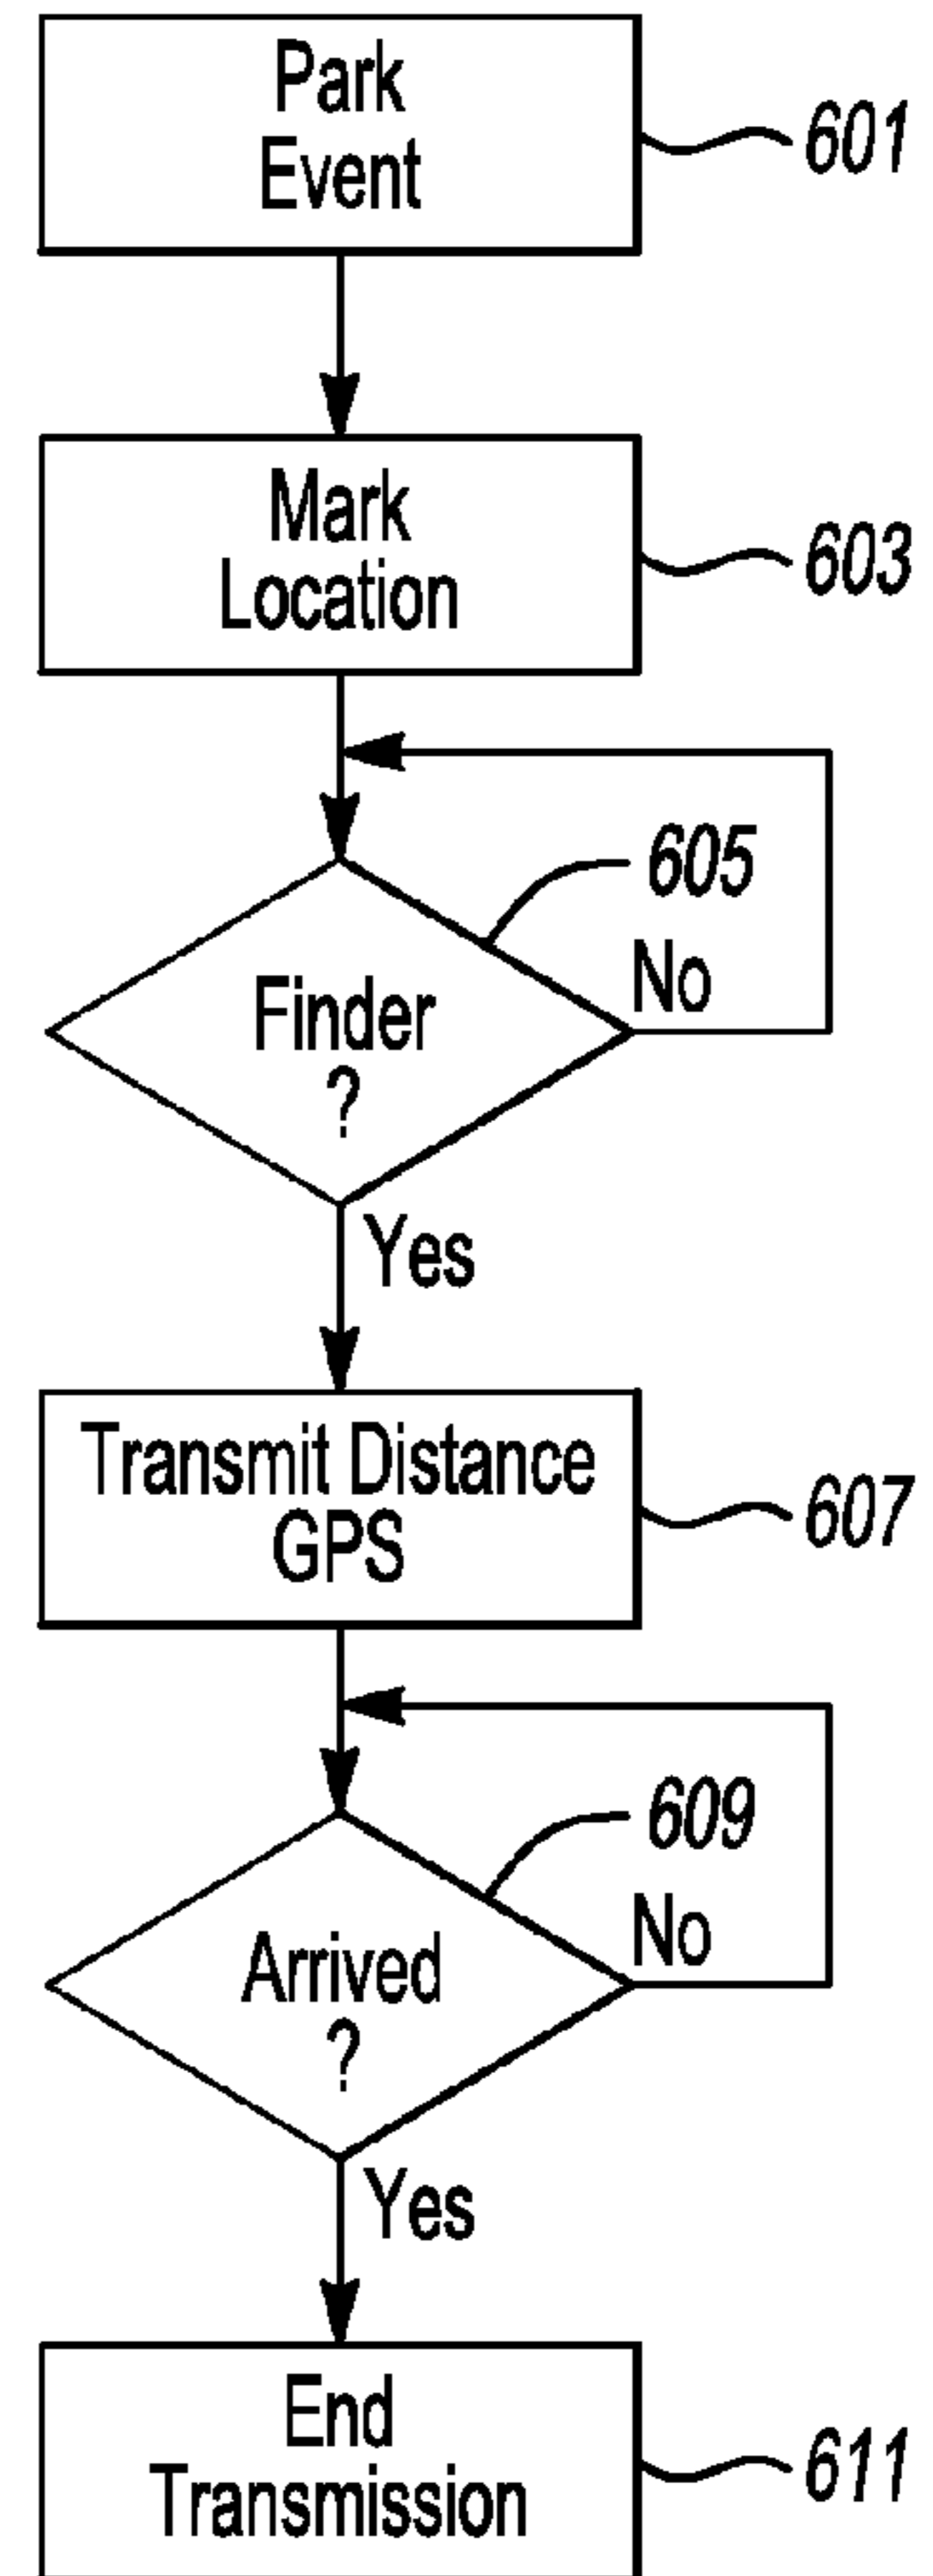 Park
Event
601
Mark
Location
603
605
No
Finder
?
Yes
Transmit Distance
GPS
607
609
No
Arrived
?
Yes
End
Transmission
611